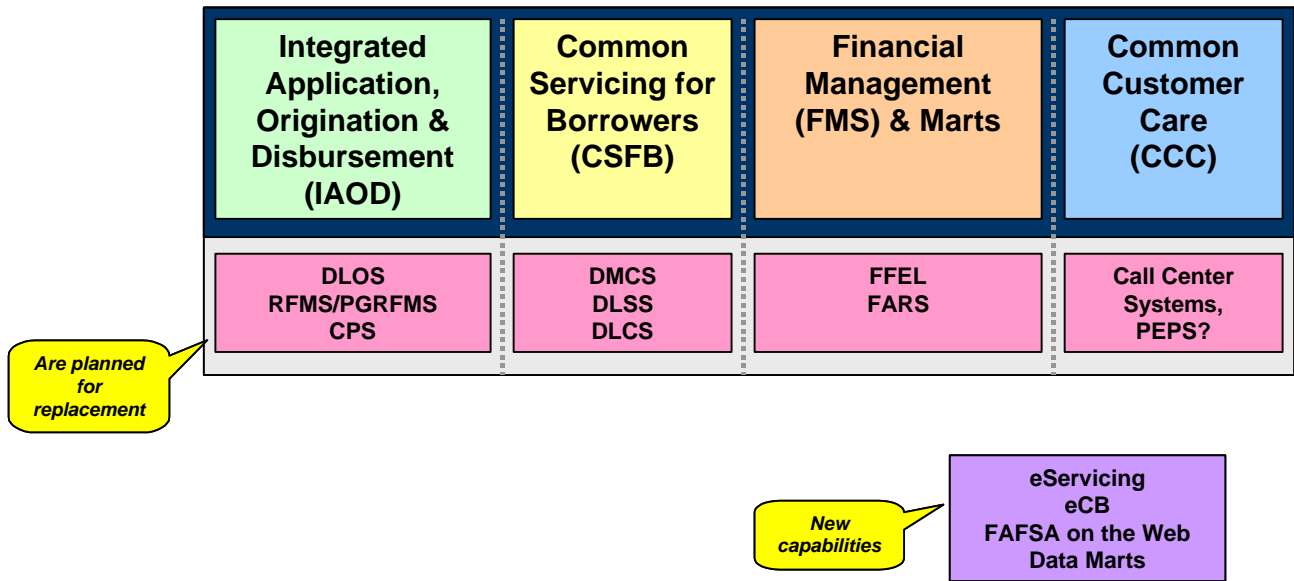 Integrated
Application,
Origination &
Disbursement
(IAOD)
Common
Servicing for
Borrowers
(CSFB)
Financial
Management
(FMS) & Marts
Common
Customer
Care
(CCC)
DLOS
RFMS/PGRFMS
CPS
DMCS
DLSS
DLCS
FFEL
FARS
Call Center
Systems,
PEPS?
Are planned
for
replacement
eServicing
eCB
FAFSA on the Web
Data Marts
New
capabilities